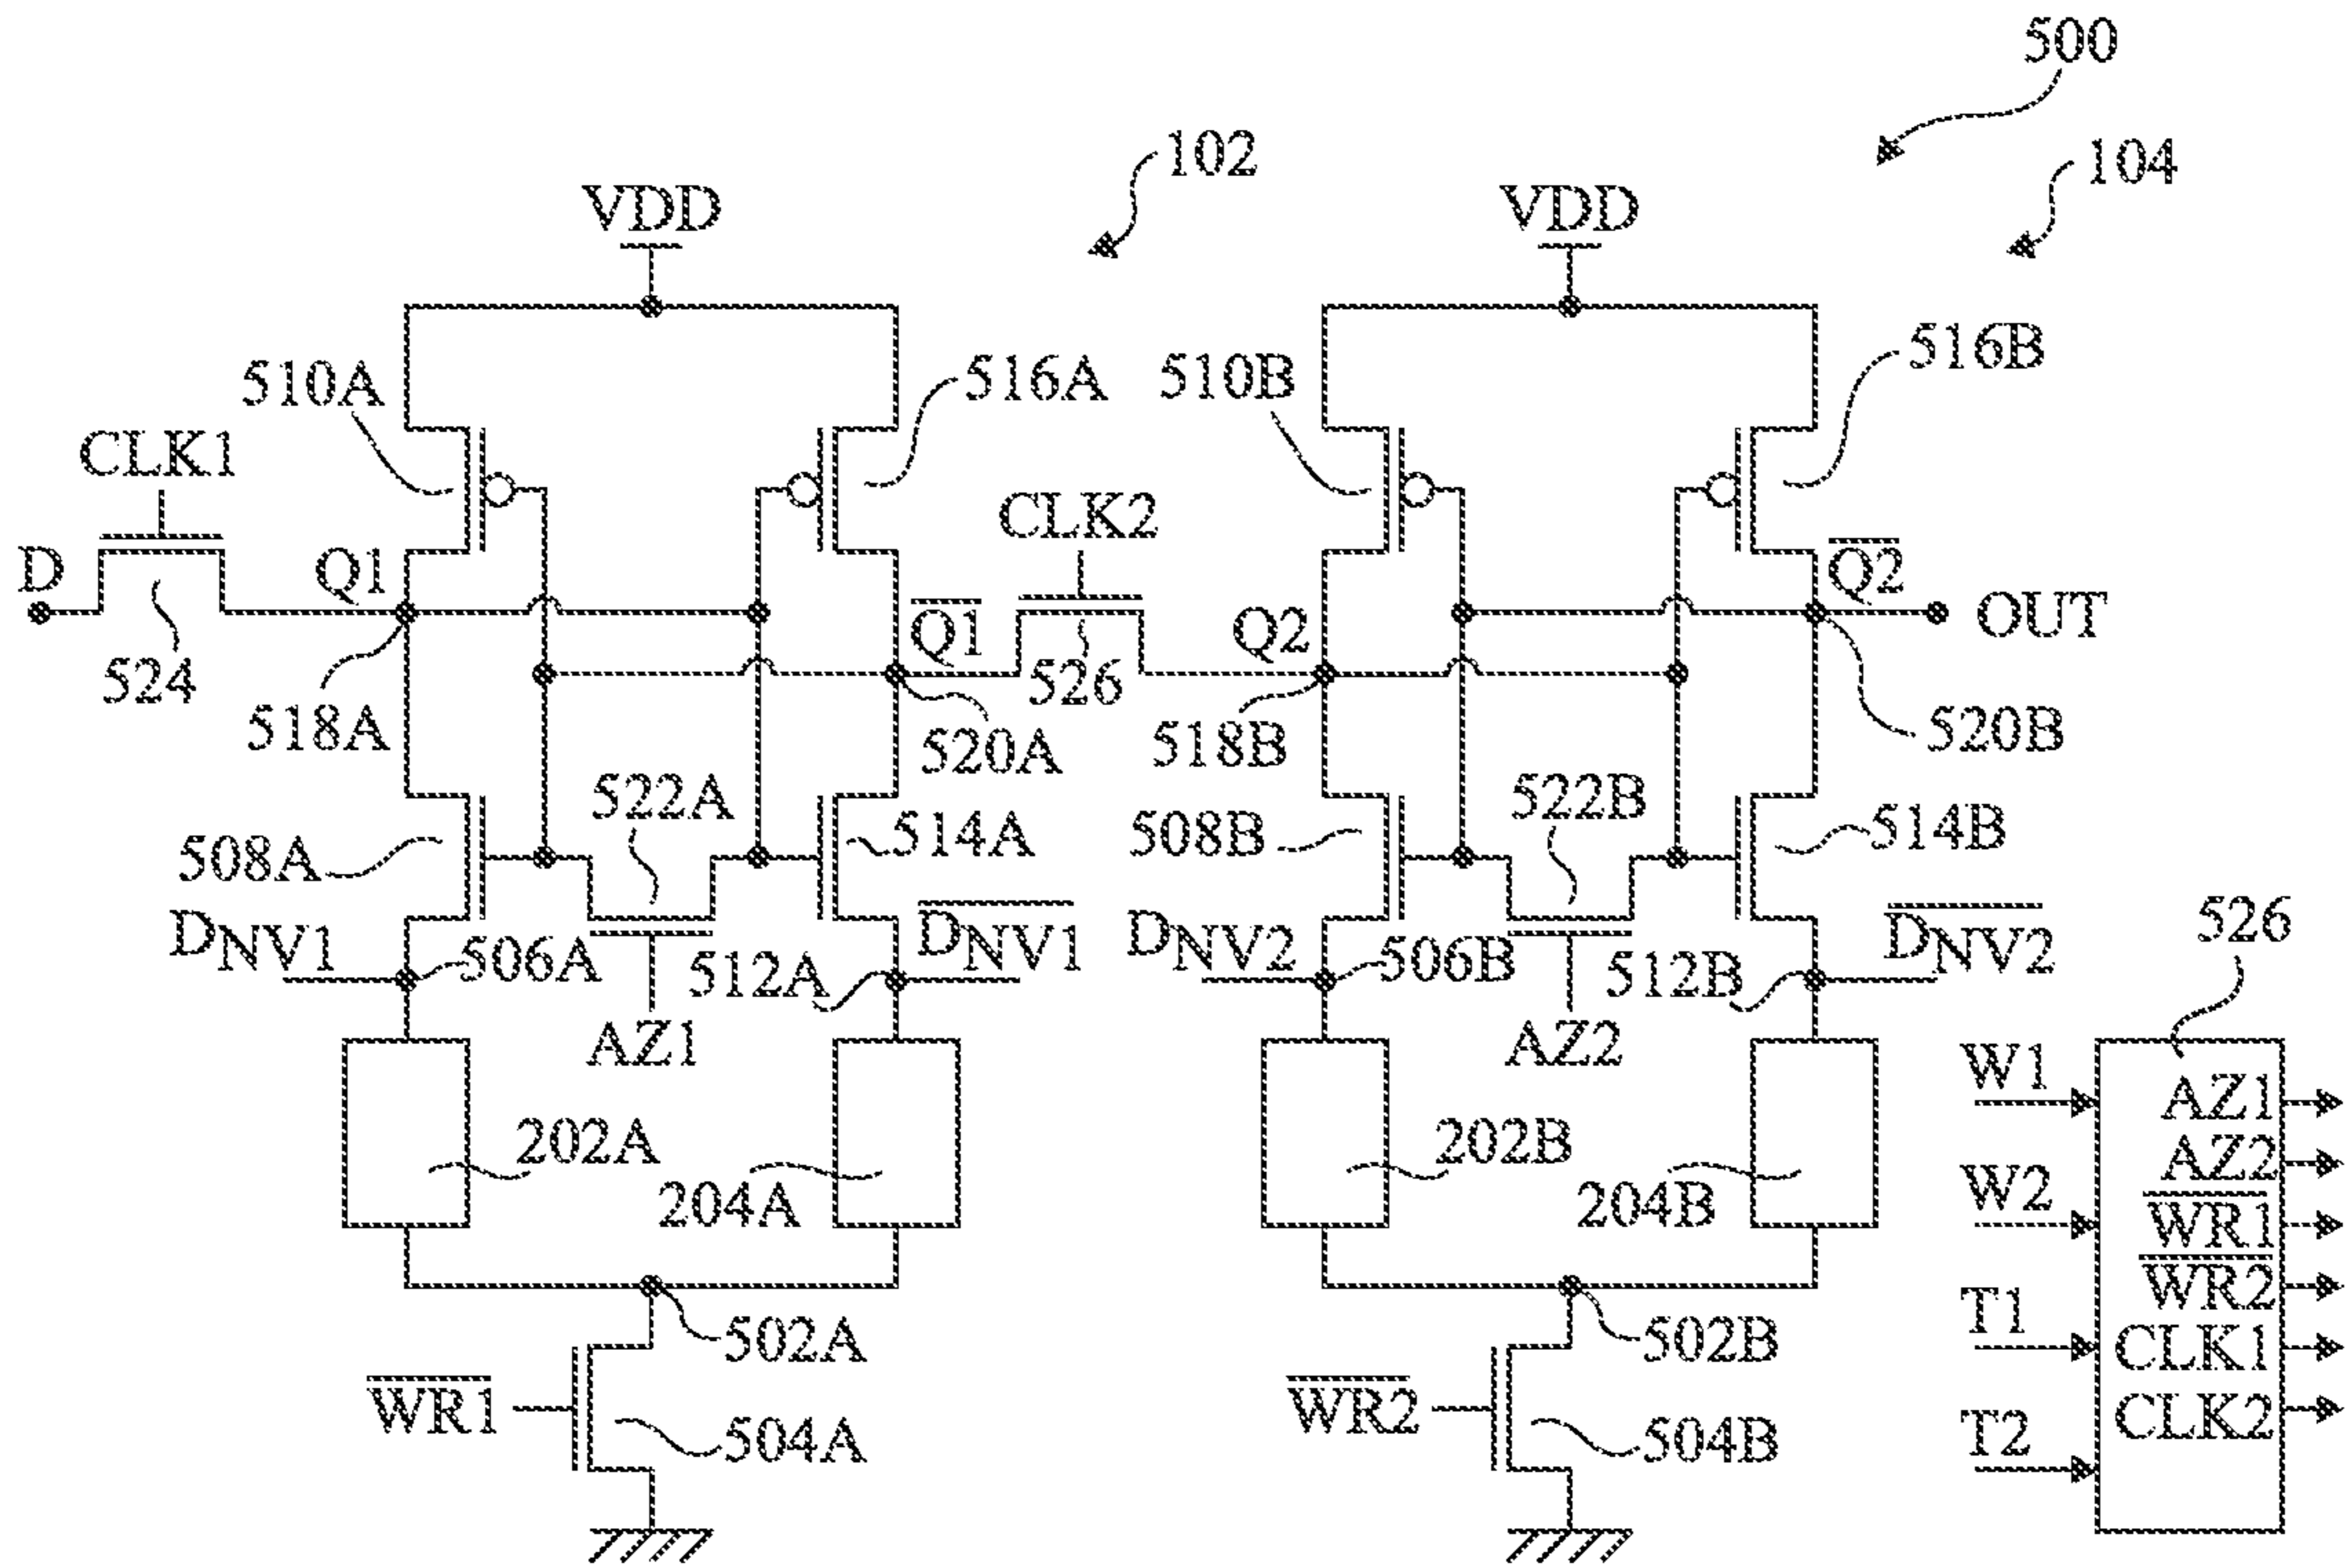 500
102
104
VDD
VDD
510A
516A
510B
516B
CLK1
CLK2
D
Q1
Q̅1̅
Q2
Q̅2̅
OUT
524
526
518A
520A
518B
520B
522A
522B
508A
514A
508B
514B
DNV1
506A
512A
D̅N̅V̅1̅
DNV2
506B
512B
D̅N̅V̅2̅
526
AZ1
AZ2
202A
204A
202B
204B
W1
W2
T1
T2
AZ1
AZ2
W̅R̅1̅
W̅R̅2̅
CLK1
CLK2
502A
502B
W̅R̅1̅
504A
W̅R̅2̅
504B